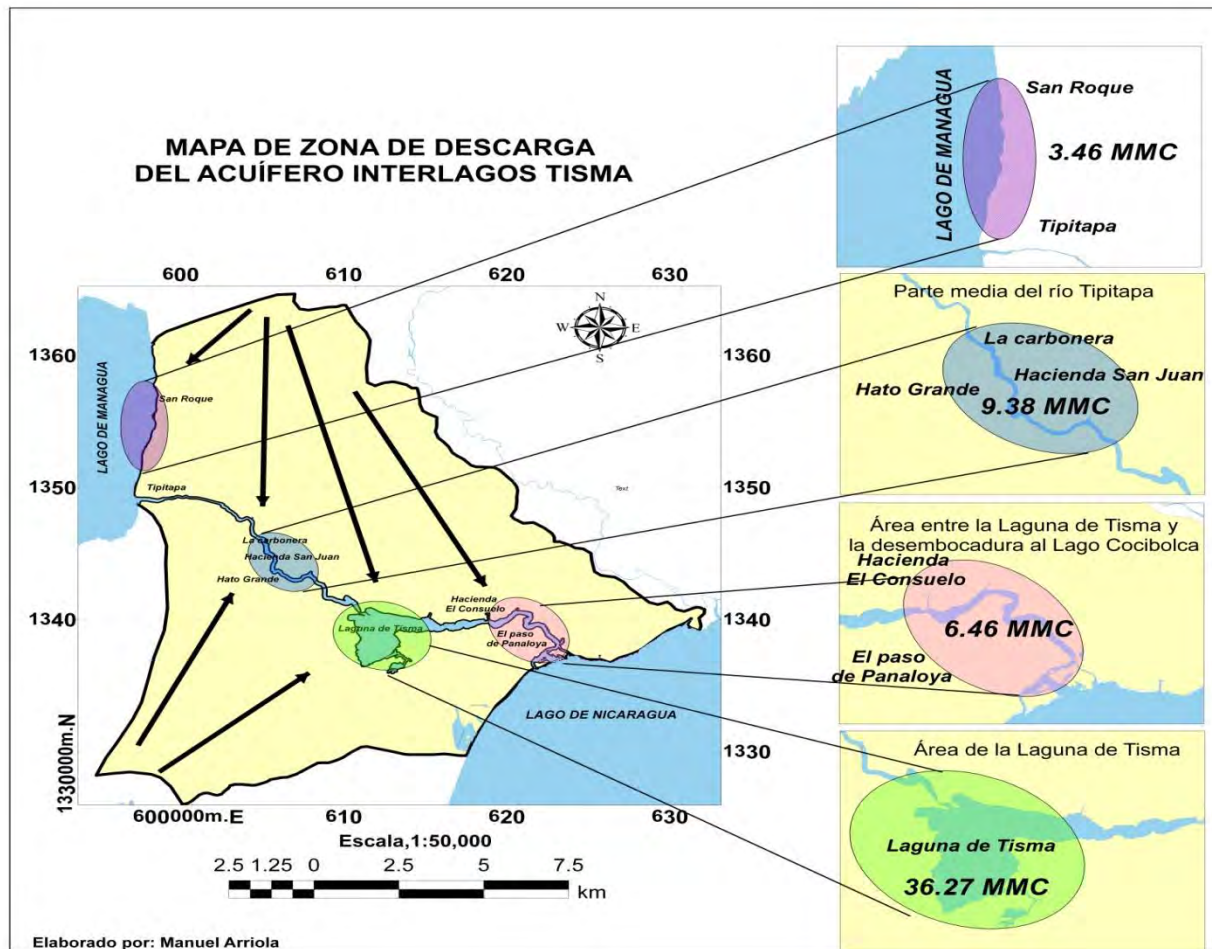 MAPA DE ZONA DE DESCARGA
DEL ACUÍFERO INTERLAGOS TISMA
600
610
620
630
1360
1350
1340
1330000m.N
1360
1350
1340
1330
600000m.E
610
620
630
N
W
E
S
LAGO DE MANAGUA
San Roque
Tipitapa
La carbonera
Hacienda San Juan
Hato Grande
Laguna de Tisma
Hacienda
El Consuelo
El paso
de Panaloya
LAGO DE NICARAGUA
Text
Escala,1:50,000
2.5 1.25 0 2.5 5 7.5
km
Elaborado por: Manuel Arriola
LAGO DE MANAGUA
San Roque
3.46 MMC
Tipitapa
Parte media del río Tipitapa
La carbonera
Hacienda San Juan
Hato Grande
9.38 MMC
Área entre la Laguna de Tisma y
la desembocadura al Lago Cocibolca
Hacienda
El Consuelo
6.46 MMC
El paso
de Panaloya
Área de la Laguna de Tisma
Laguna de Tisma
36.27 MMC